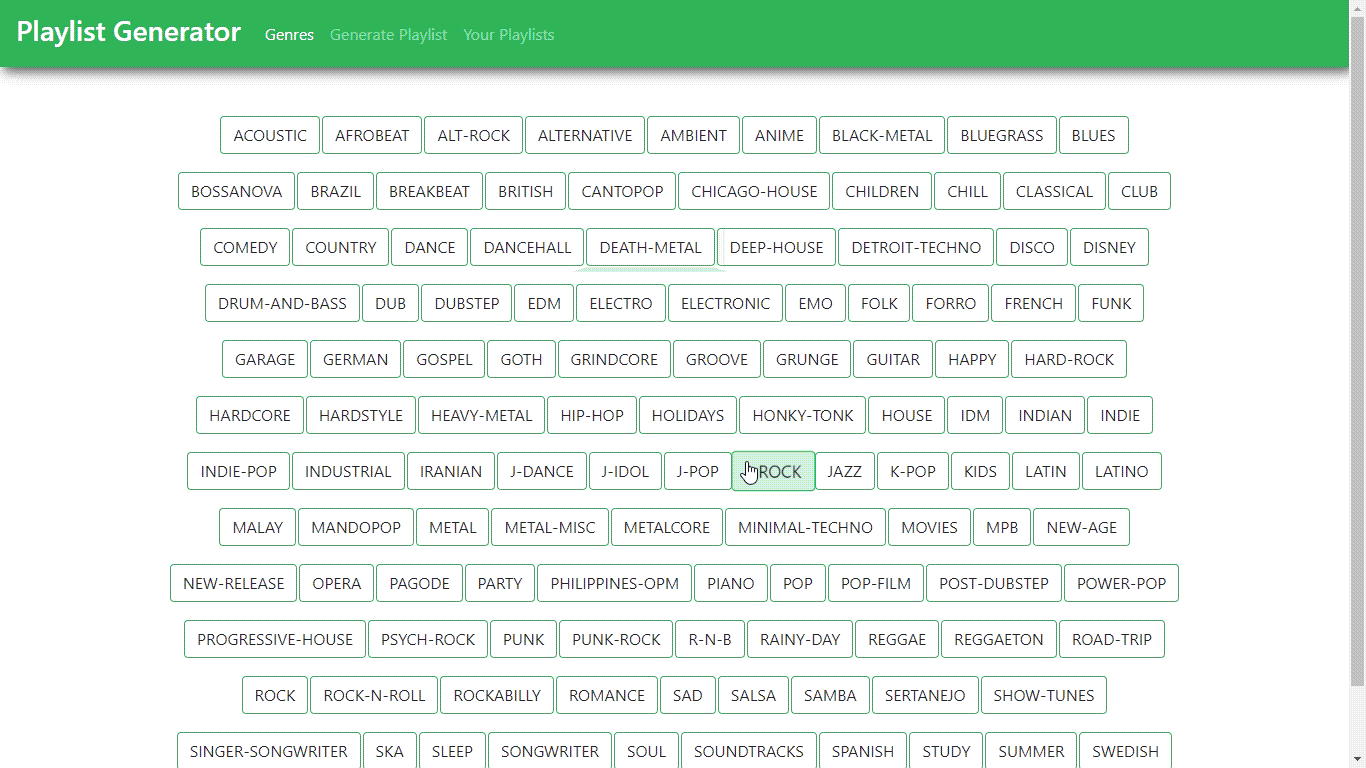 Playlist Generator Genres Generate Playlist Your Playlists
ACOUSTIC AFROBEAT ALT-ROCK ALTERNATIVE AMBIENT ANIME BLACK-METAL BLUEGRASS BLUES
BOSSANOVA BRAZIL BREAKBEAT BRITISH CANTOPOP CHICAGO-HOUSE CHILDREN CHILL CLASSICAL CLUB
COMEDY COUNTRY DANCE DANCEHALL DEATH-METAL DEEP-HOUSE DETROIT-TECHNO DISCO DISNEY
DRUM-AND-BASS DUB DUBSTEP EDM ELECTRO ELECTRONIC EMO FOLK FORRO FRENCH FUNK
GARAGE GERMAN GOSPEL GOTH GRINDCORE GROOVE GRUNGE GUITAR HAPPY HARD-ROCK
HARDCORE HARDSTYLE HEAVY-METAL HIP-HOP HOLIDAYS HONKY-TONK HOUSE IDM INDIAN INDIE
INDIE-POP INDUSTRIAL IRANIAN J-DANCE J-IDOL J-POP ROCK JAZZ K-POP KIDS LATIN LATINO
MALAY MANDOPOP METAL METAL-MISC METALCORE MINIMAL-TECHNO MOVIES MPB NEW-AGE
NEW-RELEASE OPERA PAGODE PARTY PHILIPPINES-OPM PIANO POP POP-FILM POST-DUBSTEP POWER-POP
PROGRESSIVE-HOUSE PSYCH-ROCK PUNK PUNK-ROCK R-N-B RAINY-DAY REGGAE REGGAETON ROAD-TRIP
ROCK ROCK-N-ROLL ROCKABILLY ROMANCE SAD SALSA SAMBA SERTANEJO SHOW-TUNES
SINGER-SONGWRITER SKA SLEEP SONGWRITER SOUL SOUNDTRACKS SPANISH STUDY SUMMER SWEDISH